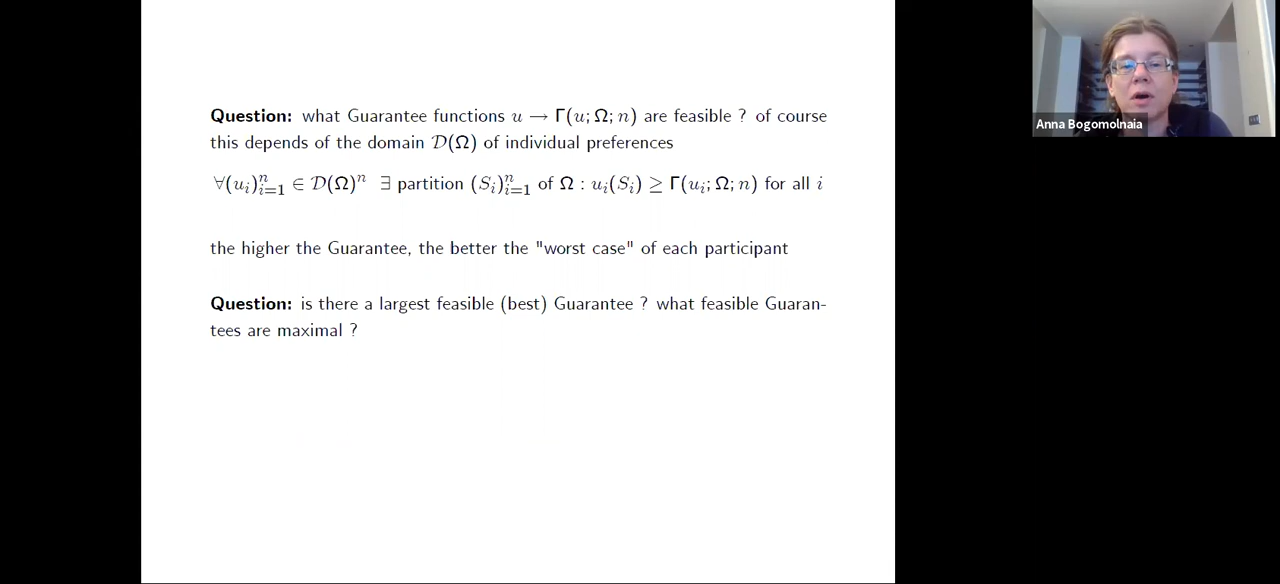 Question: what Guarantee functions u → Γ(u; Ω; n) are feasible ? of course
this depends of the domain 𝒟(Ω) of individual preferences
∀(u_i)_{i=1}^n ∈ 𝒟(Ω)^n ∃ partition (S_i)_{i=1}^n of Ω : u_i(S_i) ≥ Γ(u_i; Ω; n) for all i
the higher the Guarantee, the better the "worst case" of each participant
Question: is there a largest feasible (best) Guarantee ? what feasible Guaran-
tees are maximal ?
Anna Bogomolnaia